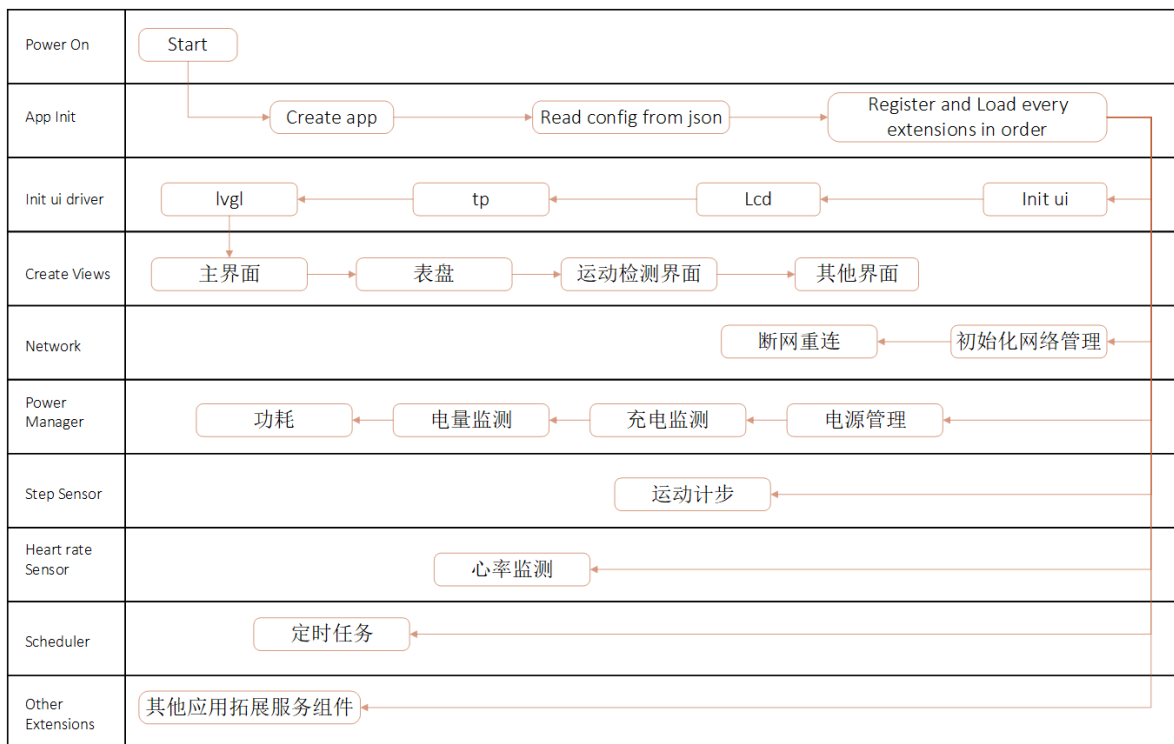 Power On
Start
App Init
Create app
Read config from json
Register and Load every
extensions in order
Init ui driver
lvgl
tp
Lcd
Init ui
Create Views
主界面
表盘
运动检测界面
其他界面
Network
断网重连
初始化网络管理
Power
Manager
功耗
电量监测
充电监测
电源管理
Step Sensor
运动计步
Heart rate
Sensor
心率监测
Scheduler
定时任务
Other
Extensions
其他应用拓展服务组件